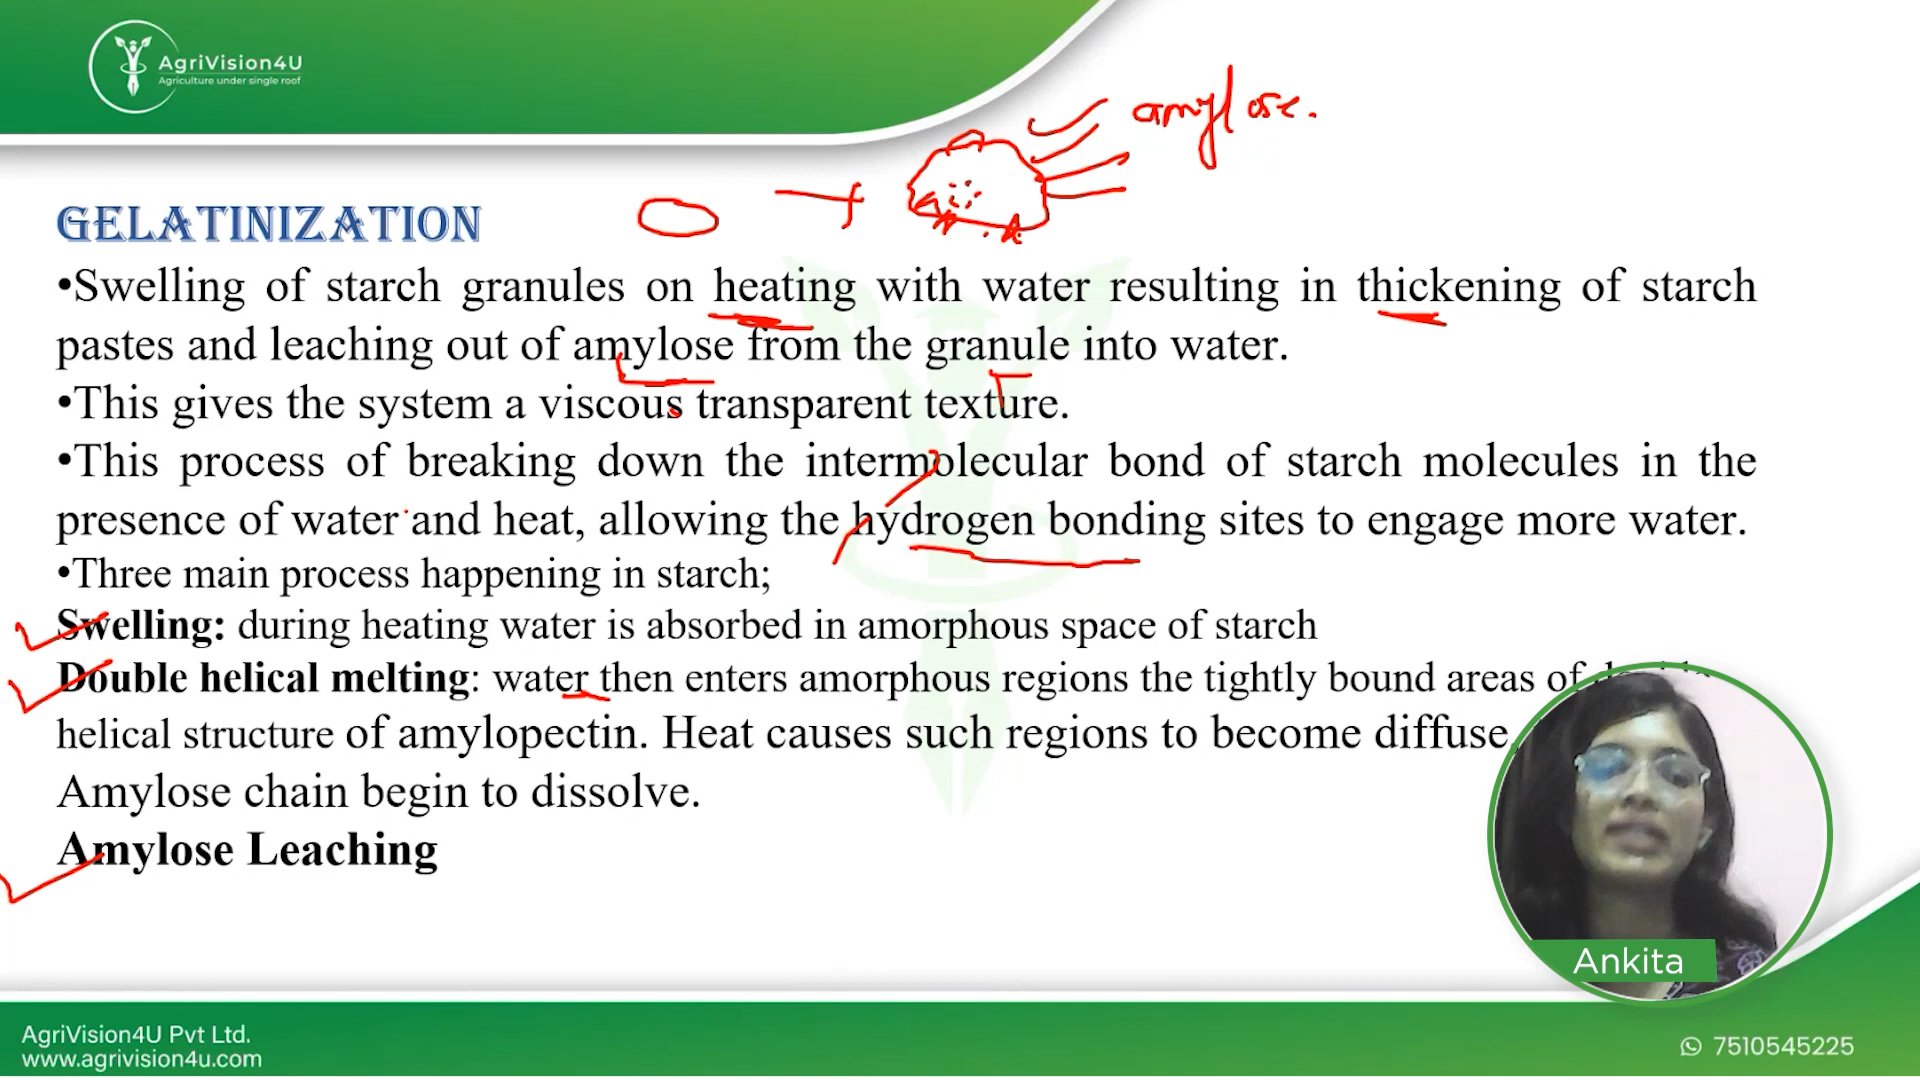 AgriVision4U
Agriculture under single roof
amylose.
GELATINIZATION
•Swelling of starch granules on heating with water resulting in thickening of starch
pastes and leaching out of amylose from the granule into water.
•This gives the system a viscous transparent texture.
•This process of breaking down the intermolecular bond of starch molecules in the
presence of water and heat, allowing the hydrogen bonding sites to engage more water.
•Three main process happening in starch;
Swelling: during heating water is absorbed in amorphous space of starch
Double helical melting: water then enters amorphous regions the tightly bound areas of
helical structure of amylopectin. Heat causes such regions to become diffuse,
Amylose chain begin to dissolve.
Amylose Leaching
Ankita
AgriVision4U Pvt Ltd.
www.agrivision4u.com
7510545225